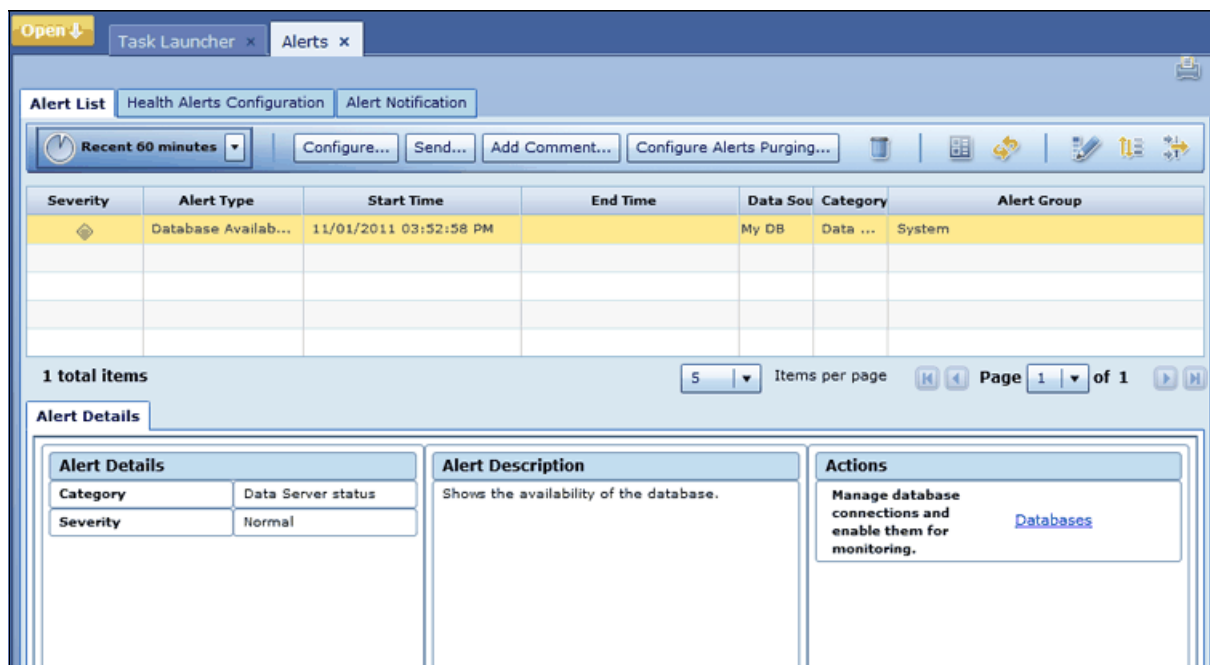 Open
Task Launcher × Alerts ×
Alert List Health Alerts Configuration Alert Notification
Recent 60 minutes Configure... Send... Add Comment... Configure Alerts Purging...
Severity Alert Type Start Time End Time Data Sou Category Alert Group
Database Availab... 11/01/2011 03:52:58 PM My DB Data ... System
1 total items 5 Items per page Page 1 of 1
Alert Details
Alert Details Alert Description Actions
Category Data Server status Shows the availability of the database.
Severity Normal
Manage database
connections and
enable them for
monitoring.
Databases